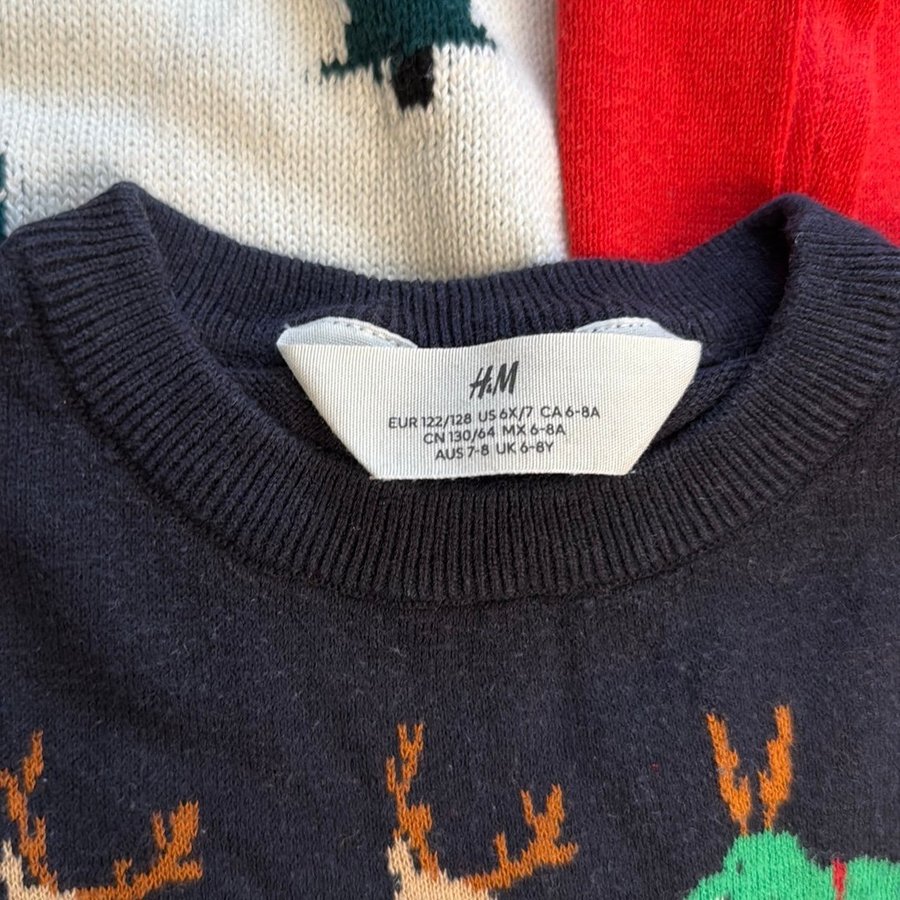 H&M
EUR 122/128 US 6X/7 CA 6-8A
CN 130/64 MX 6-8A
AUS 7-8 UK 6-8Y